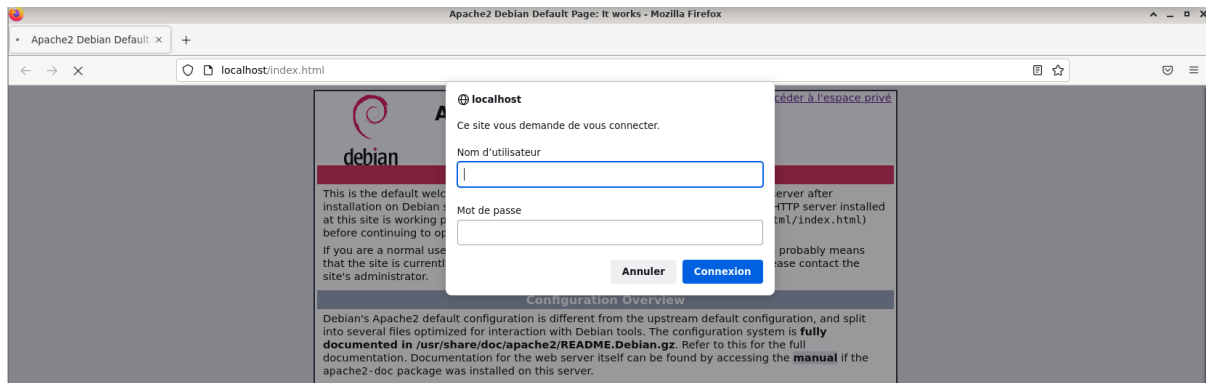 Apache2 Debian Default Page: It works - Mozilla Firefox
Apache2 Debian Default
localhost/index.html
localhost
céder à l'espace privé
A
Ce site vous demande de vous connecter.
debian
Nom d'utilisateur
This is the default welc erver after
installation on Debian HTTP server installed
Mot de passe
at this site is working p ml/index.html)
before continuing to op
If you are a normal use probably means
that the site is currentl ease contact the
site's administrator.
Annuler Connexion
Configuration Overview
Debian's Apache2 default configuration is different from the upstream default configuration, and split
into several files optimized for interaction with Debian tools. The configuration system is fully
documented in /usr/share/doc/apache2/README.Debian.gz. Refer to this for the full
documentation. Documentation for the web server itself can be found by accessing the manual if the
apache2-doc package was installed on this server.